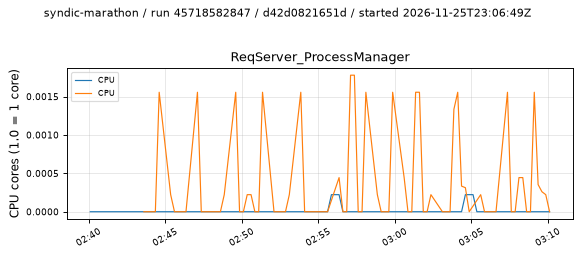 syndic-marathon / run 45718582847 / d42d0821651d / started 2026-11-25T23:06:49Z
ReqServer_ProcessManager
CPU cores (1.0 = 1 core)
0.0015
0.0010
0.0005
0.0000
CPU
CPU
02:40
02:45
02:50
02:55
03:00
03:05
03:10